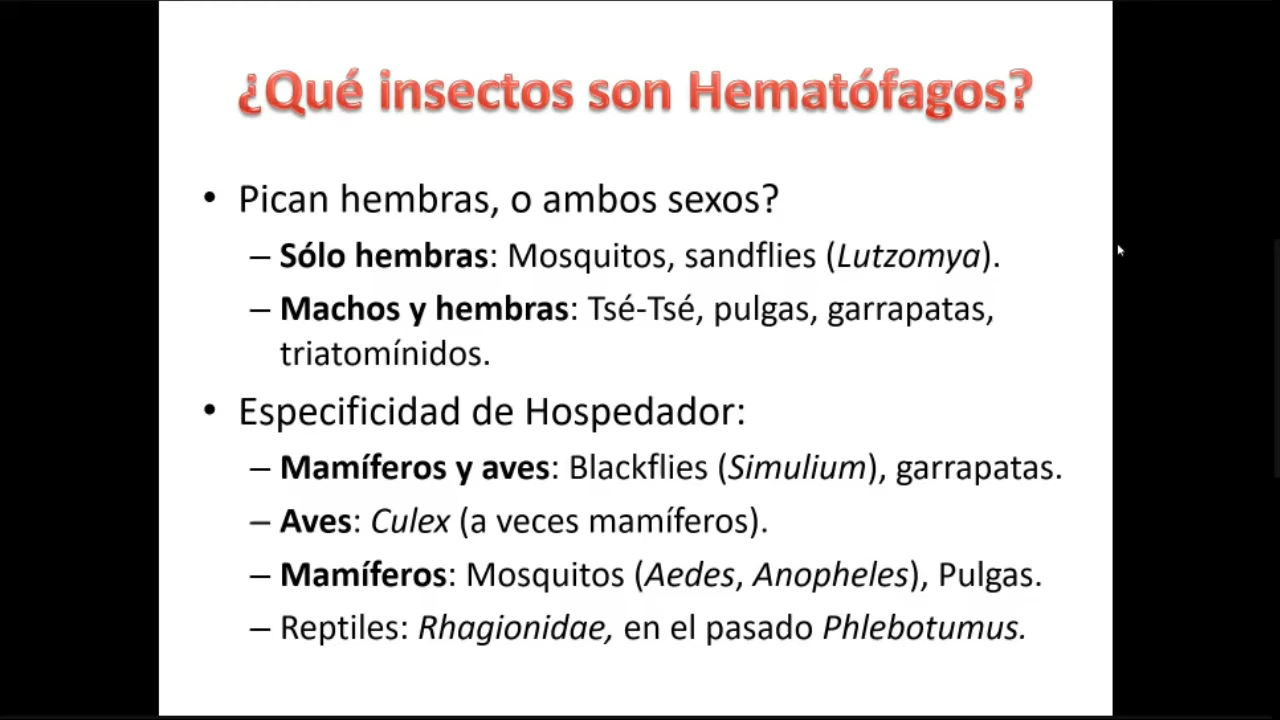 ¿Qué insectos son Hematófagos?
• Pican hembras, o ambos sexos?
– Sólo hembras: Mosquitos, sandflies (Lutzomya).
– Machos y hembras: Tsé-Tsé, pulgas, garrapatas,
triatomínidos.
• Especificidad de Hospedador:
– Mamíferos y aves: Blackflies (Simulium), garrapatas.
– Aves: Culex (a veces mamíferos).
– Mamíferos: Mosquitos (Aedes, Anopheles), Pulgas.
– Reptiles: Rhagionidae, en el pasado Phlebotumus.